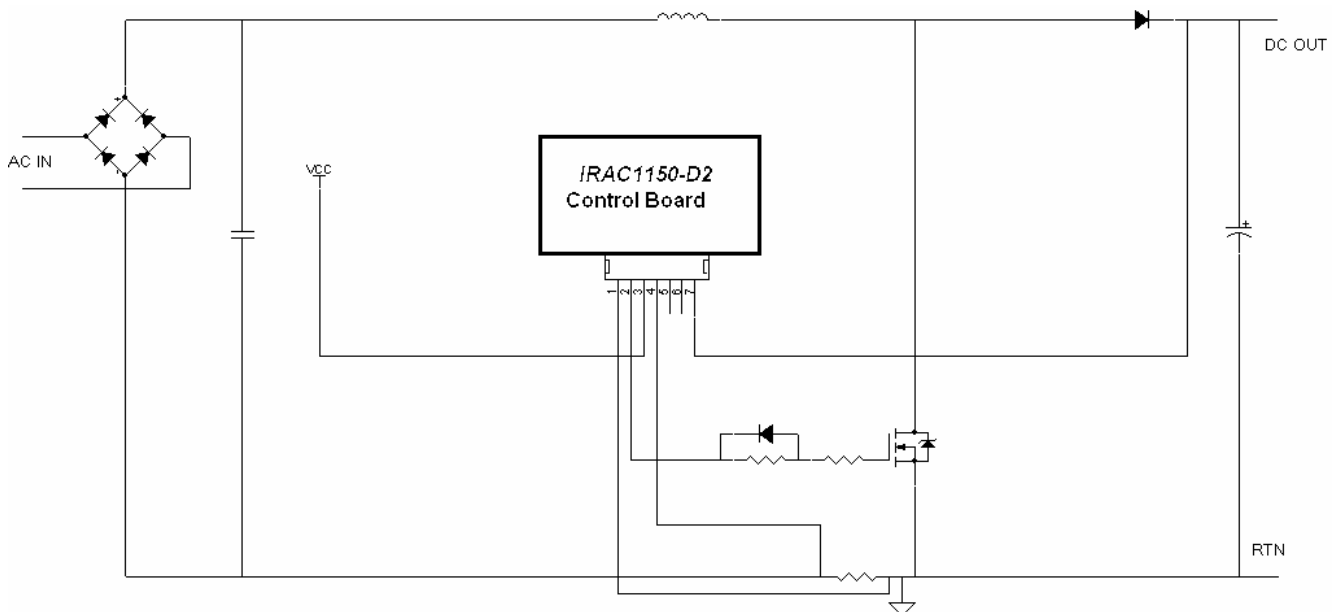 DC OUT
AC IN
VCC
IRAC1150-D2
Control Board
1 2 3 4 5 6 7
RTN